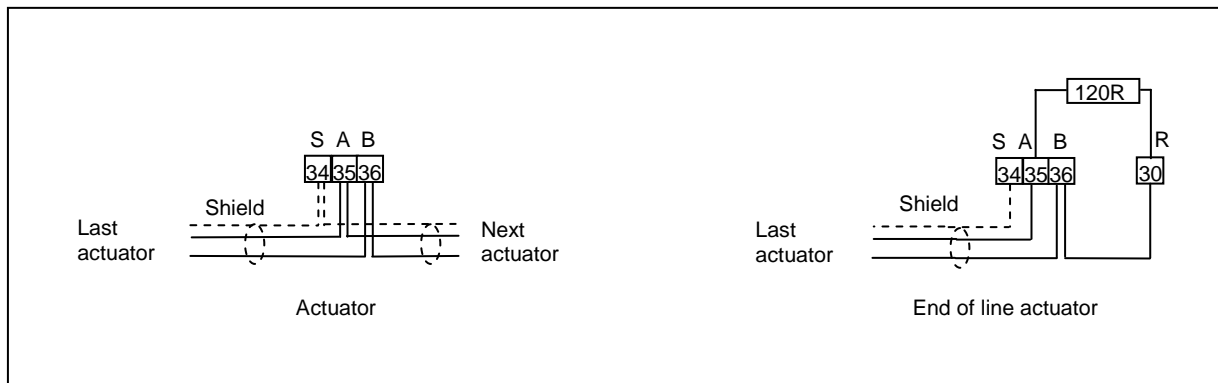 S A B
34 35 36
Shield
Last
actuator
Next
actuator
Actuator
120R
S A B
R
34 35 36
30
Shield
Last
actuator
End of line actuator